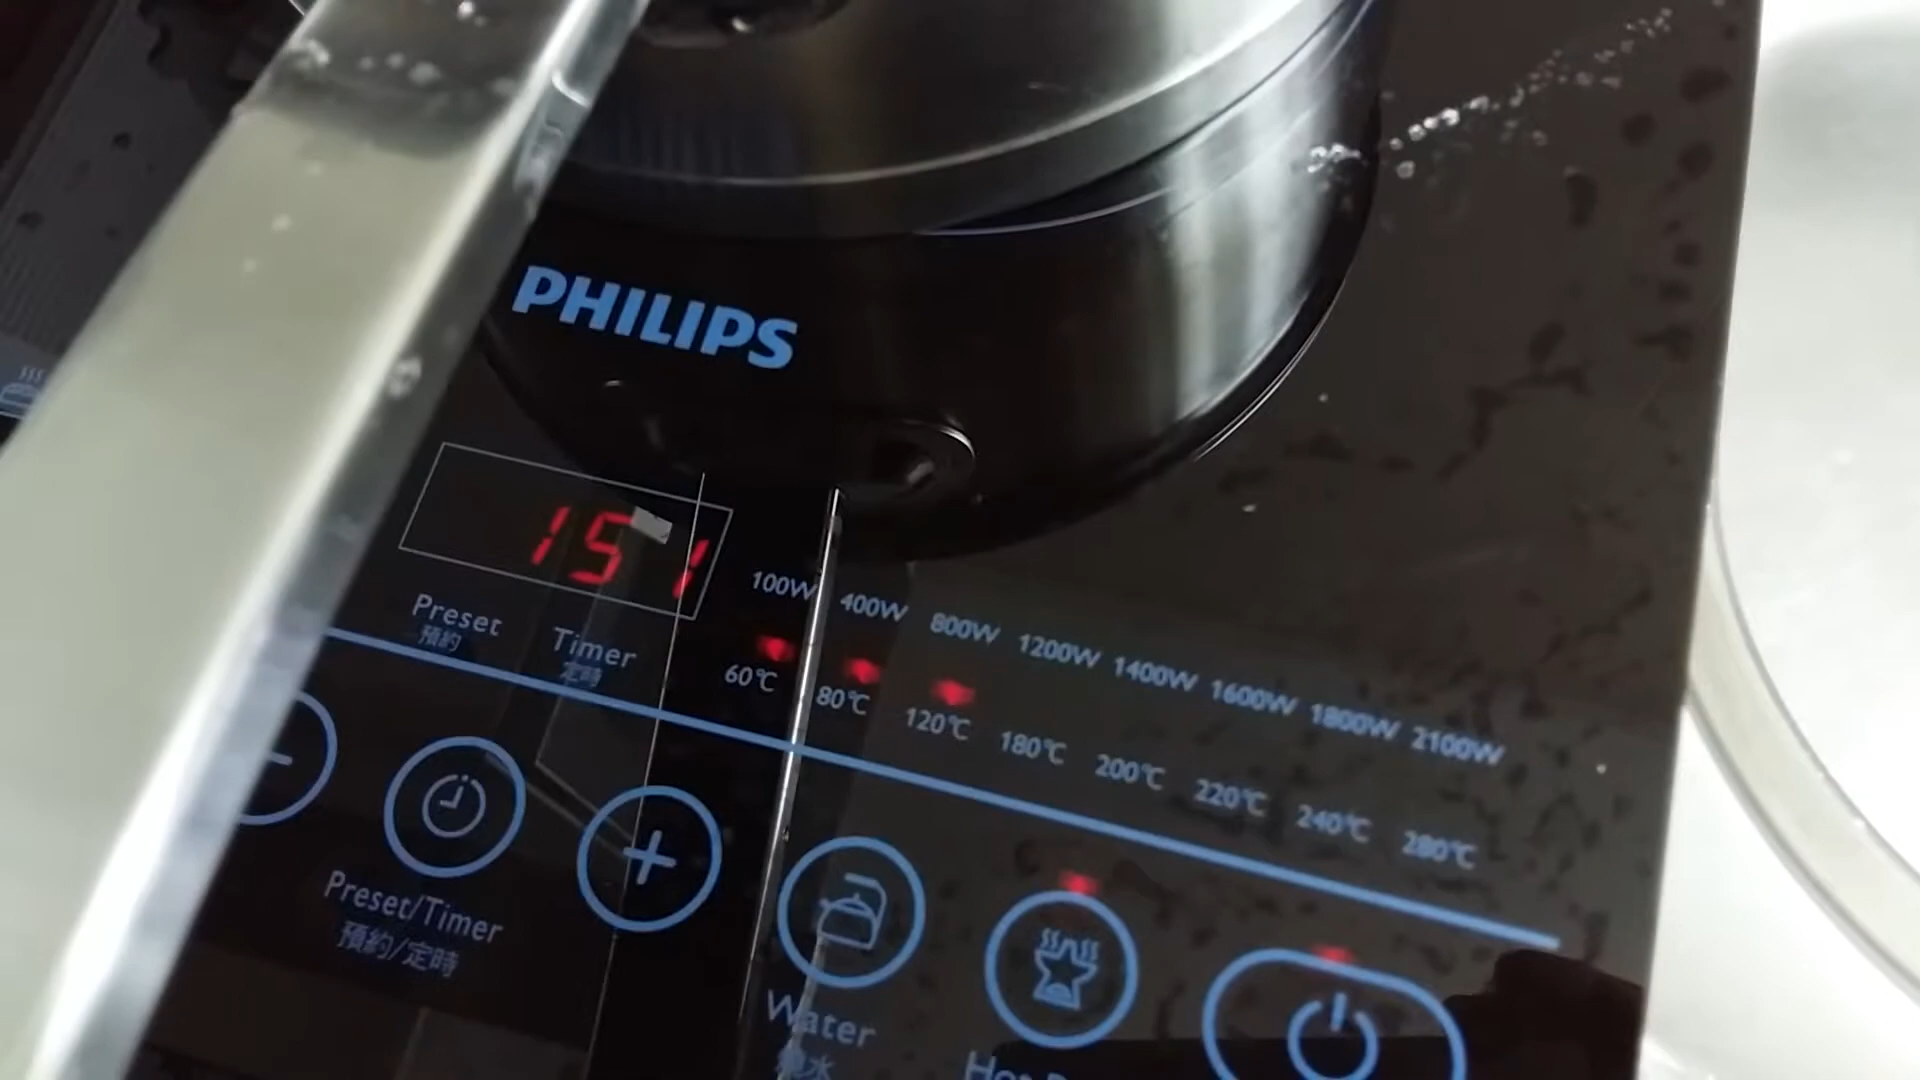 PHILIPS
151
100W 400W 800W 1200W 1400W 1600W 1800W 2100W
Preset
預約
Timer
定時
60℃ 80℃ 120℃ 180℃ 200℃ 220℃ 240℃ 280℃
Preset/Timer
預約/定時
Water